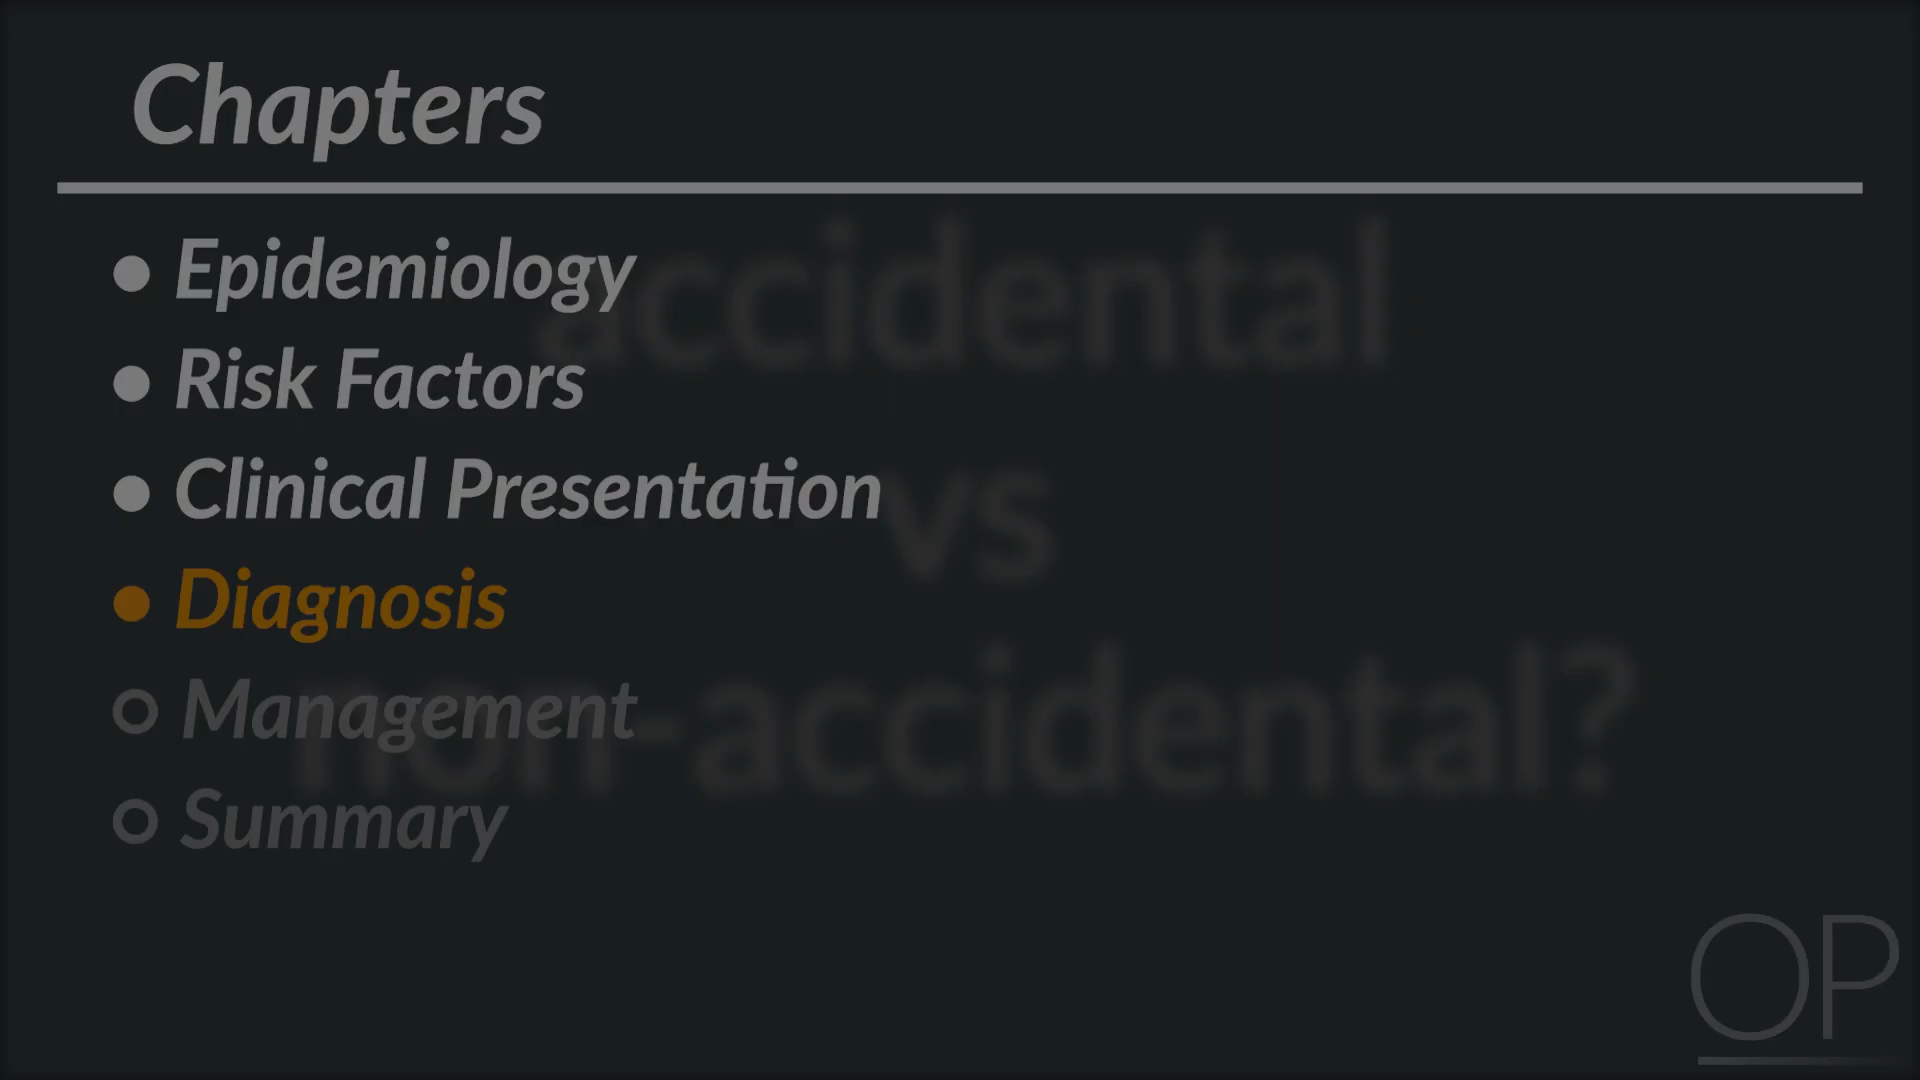 Chapters
accidental
Epidemiology
Risk Factors
vs
Clinical Presentation
Diagnosis
non-accidental?
Management
Summary
OP